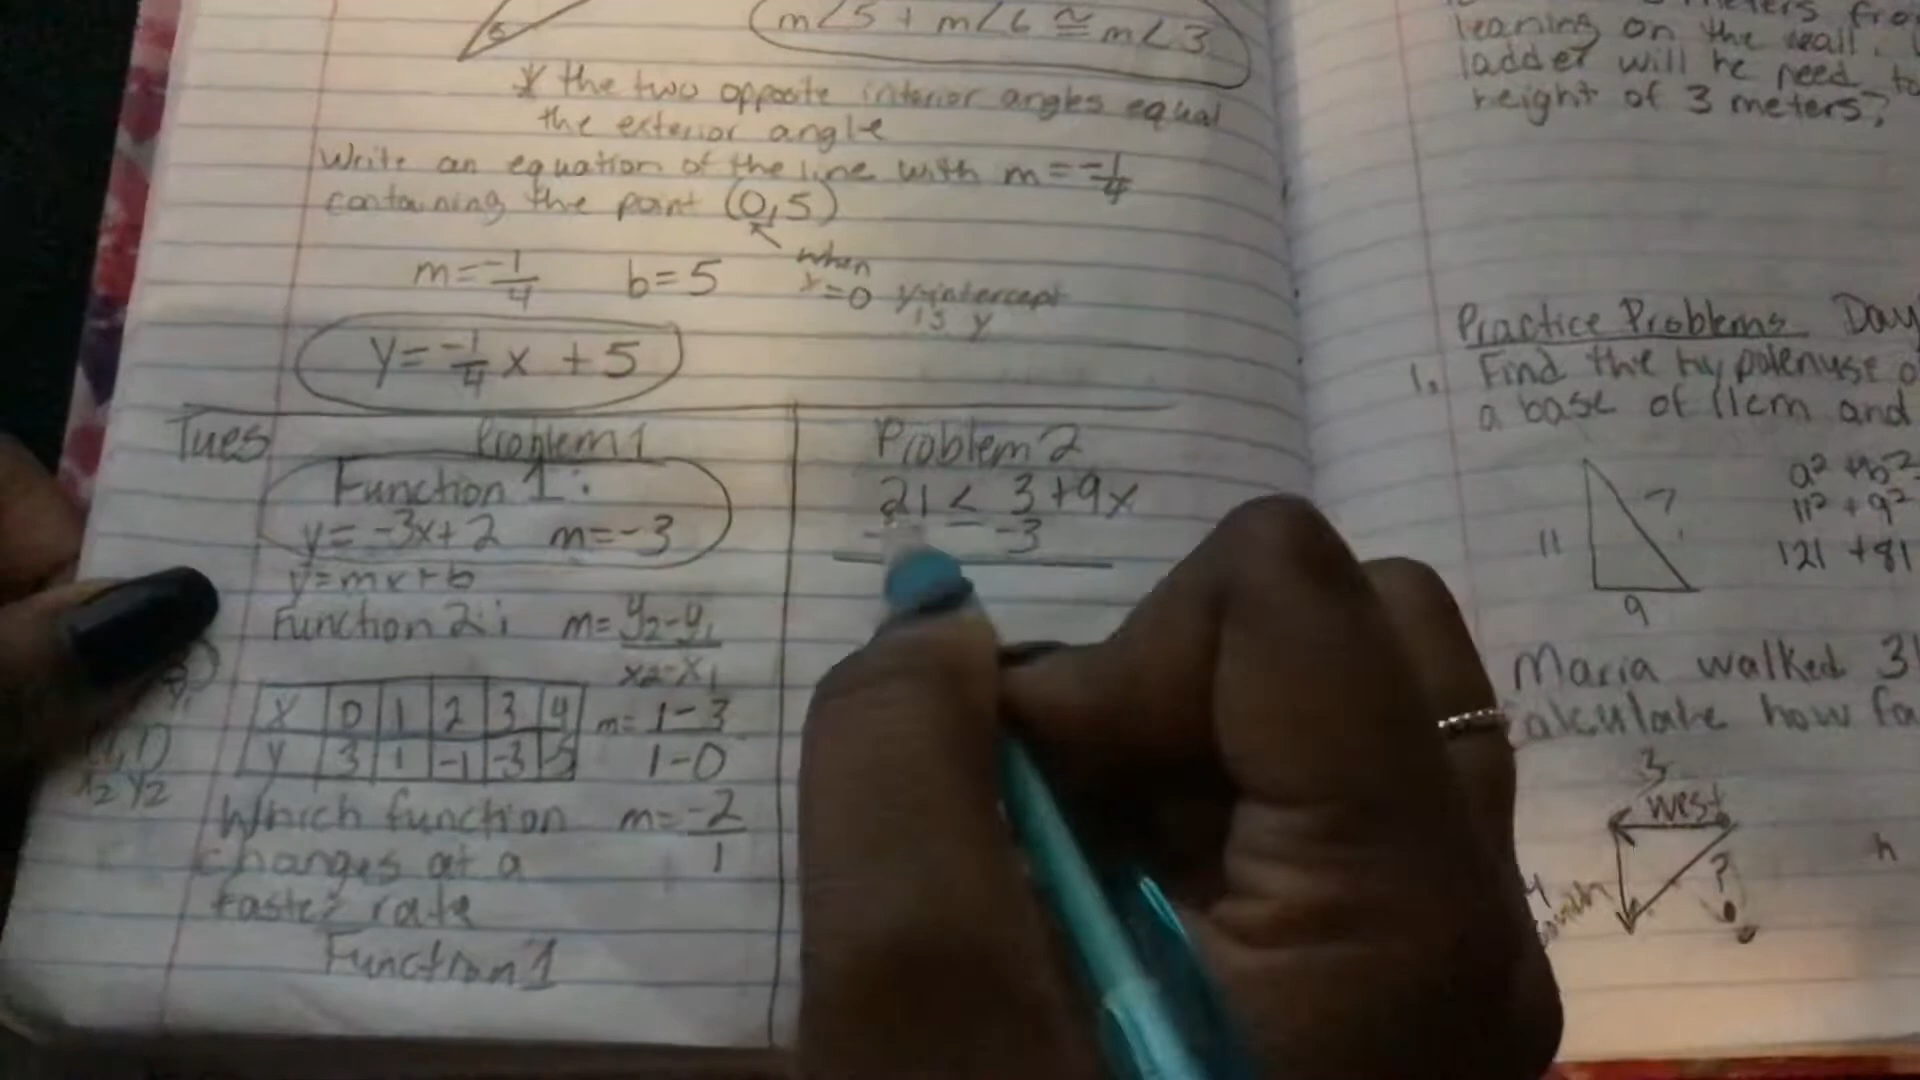 m∠5 + m∠6 ≅ m∠3
* the two opposite interior angles equal
the exterior angle
Write an equation of the line with m = -1/4
containing the point (0,5)
when
m = -1/4 b = 5 x = 0 y-intercept
is y
y = -1/4 x + 5
Tues Problem 1
Function 1:
y = -3x + 2 m = -3
y = mx + b
Function 2: m = y2 - y1
x2 - x1
X 0 1 2 3 4 m = 1 - 3
Y 3 1 -1 -3 -5 1 - 0
x2 y2
Which function m = -2
changes at a 1
faster rate
Function 1
Problem 2
21 ≤ 3 + 9x
-3
leaning on the wall.
ladder will he need to
height of 3 meters?
Practice Problems Day
1. Find the hypotenuse
a base of 11cm and
a² + b²
11² + 9²
121 + 81
11
?
9
Maria walked 3
calculate how
3
West
4
South
?